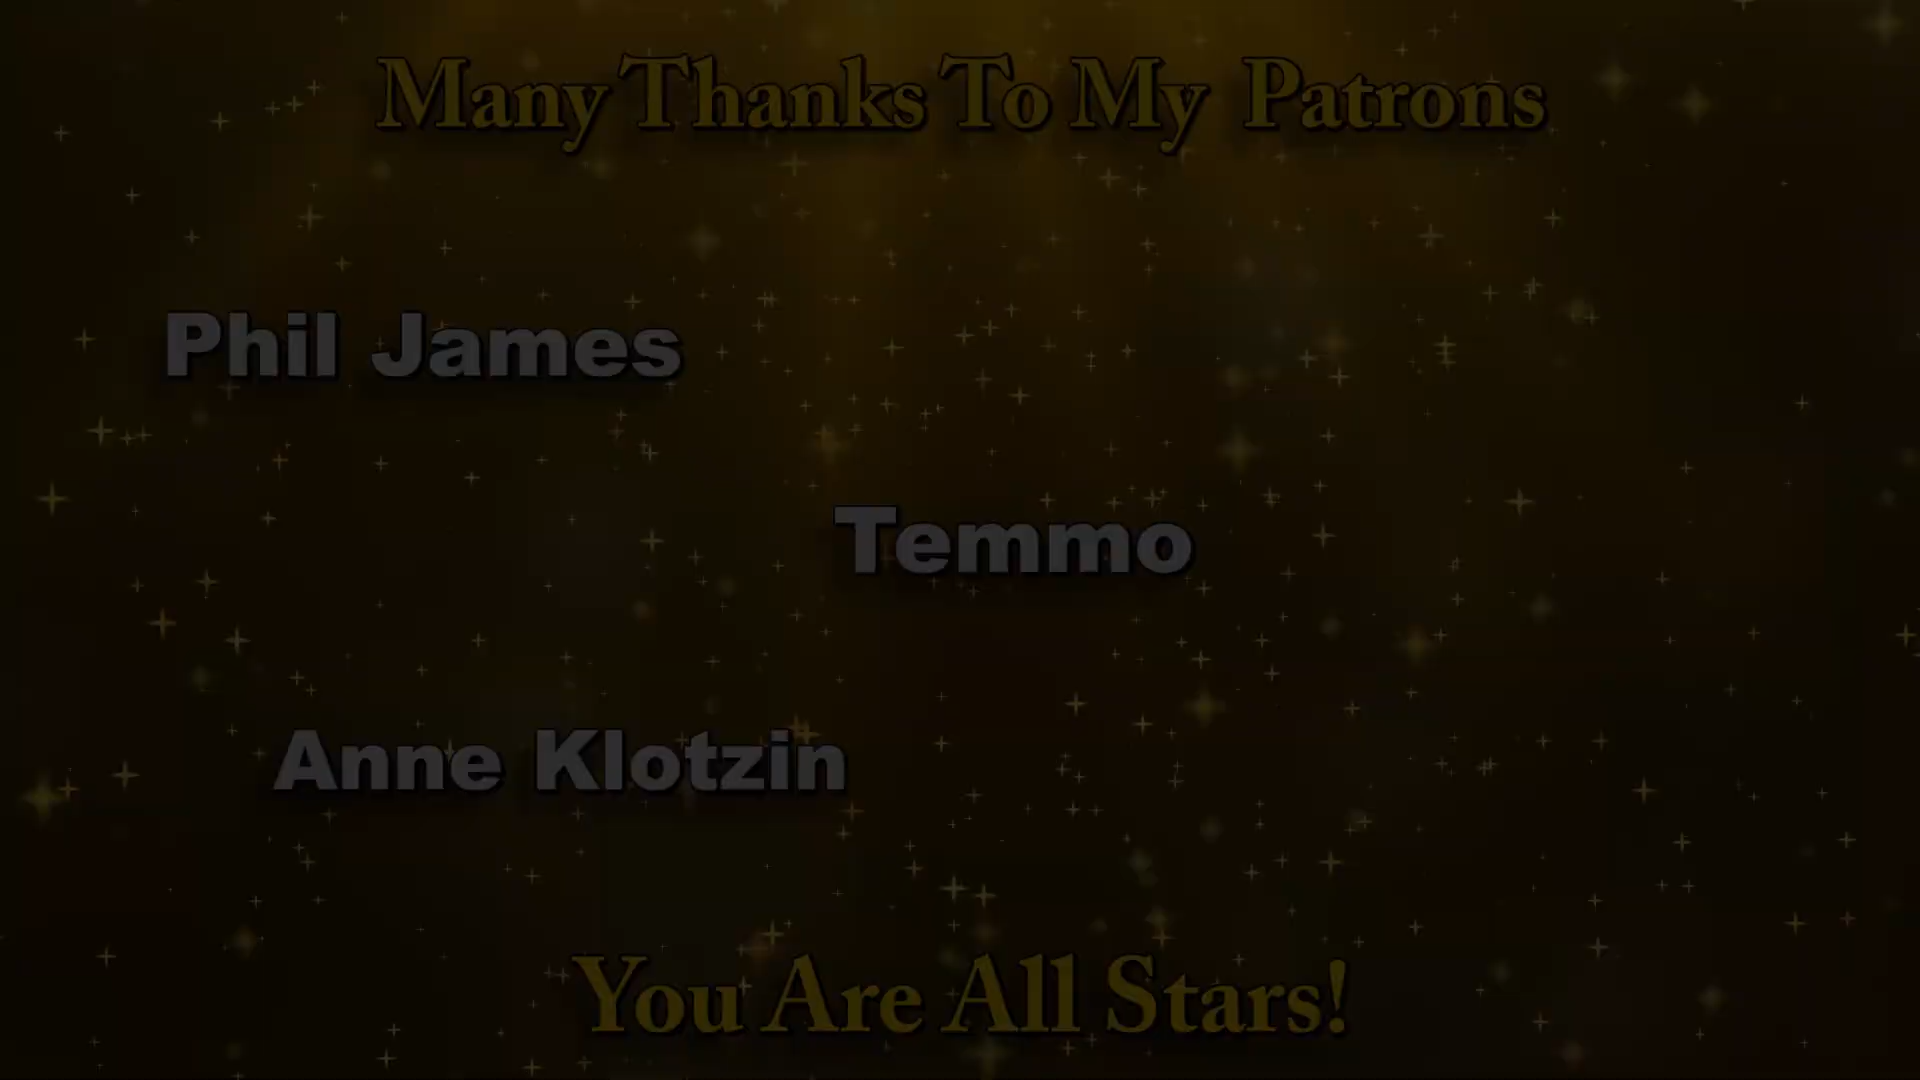 Many Thanks To My Patrons
Phil James
Temmo
Anne Klotzin
You Are All Stars!